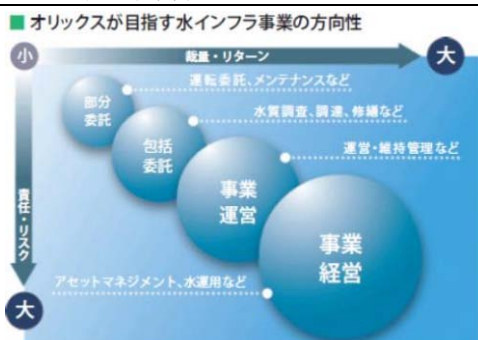 ■ オリックスが目指す水インフラ事業の方向性
小
裁量・リターン
大
運転委託、メンテナンスなど
部分
委託
水質調査、調達、修繕など
包括
委託
運営・維持管理など
事業
運営
責任・リスク
事業
経営
アセットマネジメント、水運用など
大